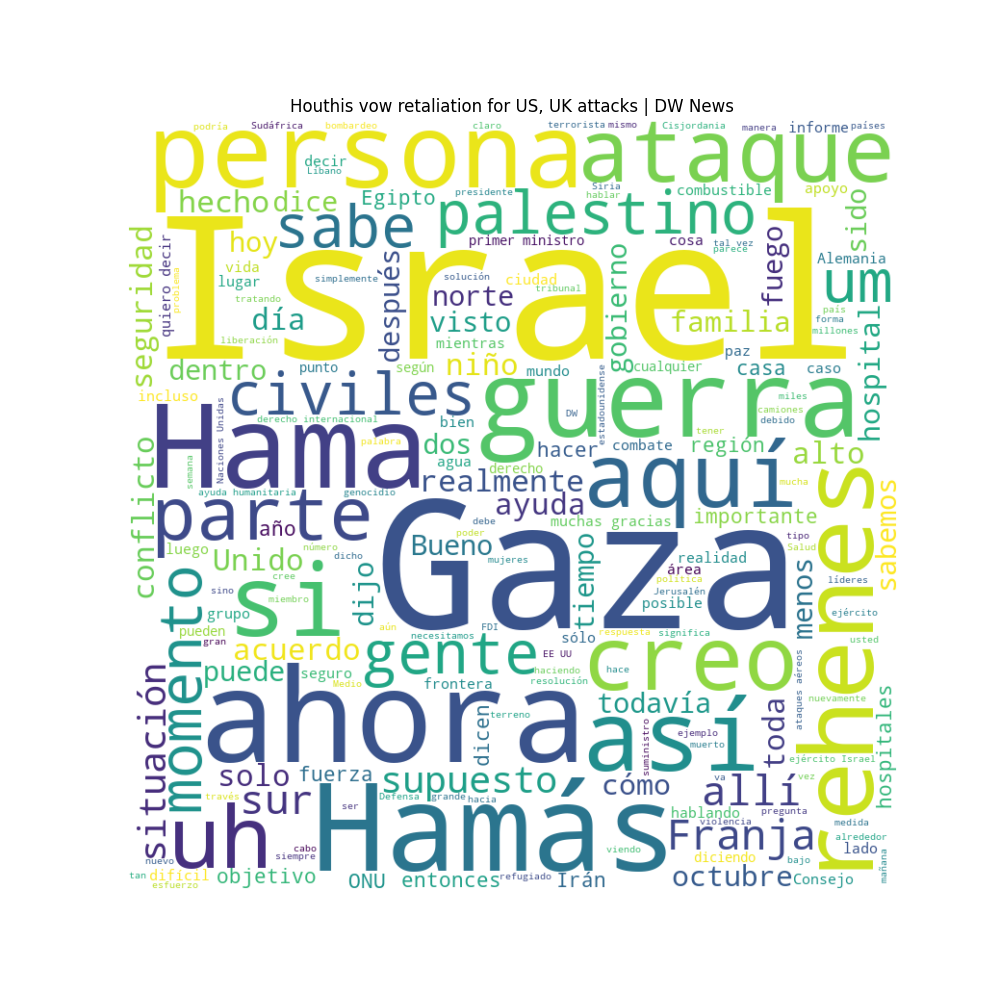 Houthis vow retaliation for US, UK attacks | DW News
podría
Sudáfrica
bombardeo
claro
terrorista
mismo
Cisjordania
manera
informe
países
persona
ataque
decir
Líbano
hecho
dice
Egipto
presidente
Siria
hablar
combustible
apoyo
sido
sabe
palestino
hoy
primer ministro
cosa
tal vez
parece
fuego
Alemania
seguridad
quiero decir
problema
vida
lugar
simplemente
después
norte
solución
ciudad
gobierno
um
Israel
tratando
día
visto
tribunal
familia
país
forma
millones
hospital
liberación
mientras
paz
dentro
punto
según
niño
mundo
cualquier
casa
caso
incluso
civiles
guerra
estadounidense
DW
miles
camiones
tener
debido
Naciones Unidas
derecho internacional
bien
palabra
Hama
dos
hacer
combate
región
alto
conflicto
semana
agua
derecho
realmente
aquí
mucha
ayuda humanitaria
genocidio
parte
ayuda
rehenes
sabemos
año
debe
muchas gracias
importante
luego
Unido
número
Bueno
poder
Gaza
tiempo
realidad
tipo
Salud
área
menos
dicho
mujeres
política
líderes
sino
cree
si
dijo
Jerusalén
posible
ejército
momento
grupo
miembro
pueden
gran
aún
FDI
necesitamos
sólo
respuesta
significa
usted
acuerdo
gente
EE UU
creo
hace
ataques aéreos
situación
puede
seguro
Medio
frontera
haciendo
resolución
nuevamente
hospitales
ahora
terreno
todavía
toda
dicen
así
suministro
ejemplo
muerto
ejército Israel
solo
fuerza
supuesto
cómo
va
allí
vez
través
sur
ser
Defensa
grande
hacia
hablando
violencia
pregunta
medida
uh
Hamás
Franja
alrededor
cabo
siempre
viendo
diciendo
bajo
lado
mañana
nuevo
tan
difícil
esfuerzo
objetivo
ONU
entonces
refugiado
Irán
octubre
Consejo